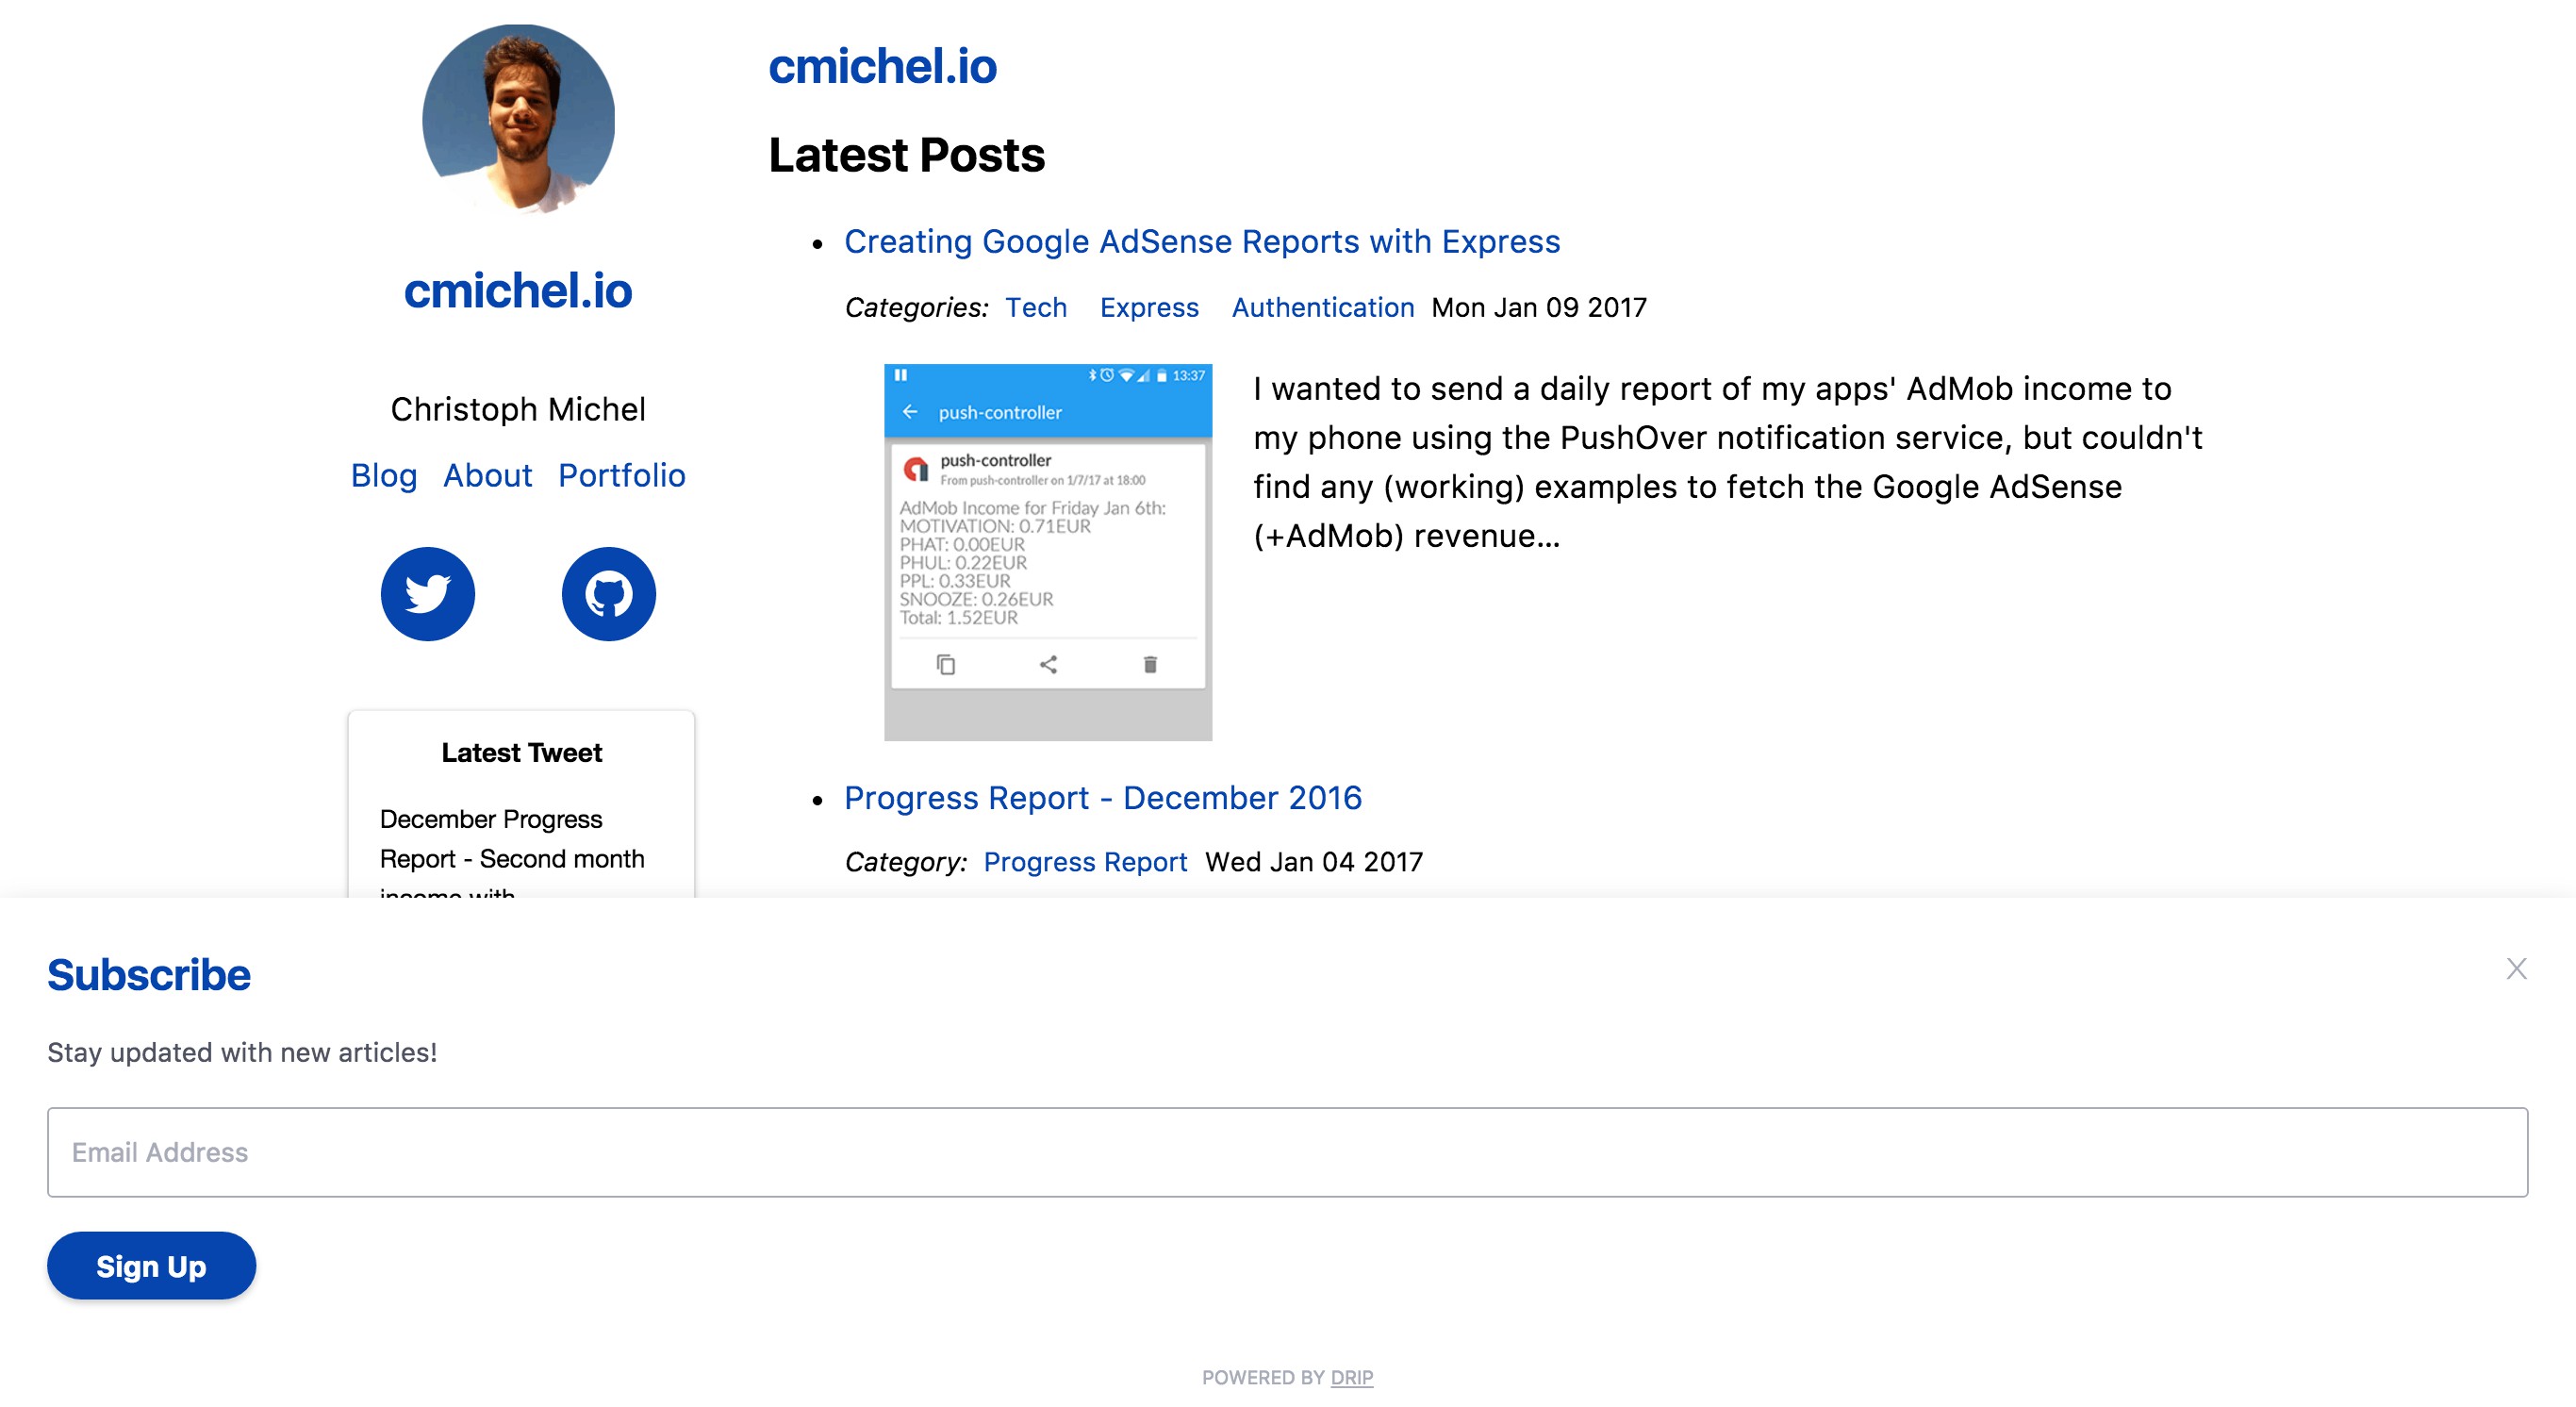 cmichel.io
Christoph Michel
Blog About Portfolio
Latest Tweet
December Progress
Report - Second month
income with
cmichel.io
Latest Posts
Creating Google AdSense Reports with Express
Categories: Tech Express Authentication Mon Jan 09 2017
13:37
push-controller
push-controller
From push-controller on 1/7/17 at 18:00
AdMob Income for Friday Jan 6th:
MOTIVATION: 0.71EUR
PHAT: 0.00EUR
PHUL: 0.22EUR
PPL: 0.33EUR
SNOOZE: 0.26EUR
Total: 1.52EUR
I wanted to send a daily report of my apps' AdMob income to
my phone using the PushOver notification service, but couldn't
find any (working) examples to fetch the Google AdSense
(+AdMob) revenue...
Progress Report - December 2016
Category: Progress Report Wed Jan 04 2017
Subscribe
X
Stay updated with new articles!
Email Address
Sign Up
POWERED BY DRIP